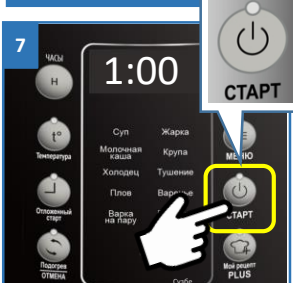 7
СТАРТ
ЧАСЫ
Н
1:00
t°
Температура
МЕНЮ
Суп
Жарка
Молочная каша
Крупа
Холодец
Тушение
Плов
Варенье
Варка на пару
Отложенный старт
СТАРТ
Подогрев
ОТМЕНА
Мой рецепт
PLUS